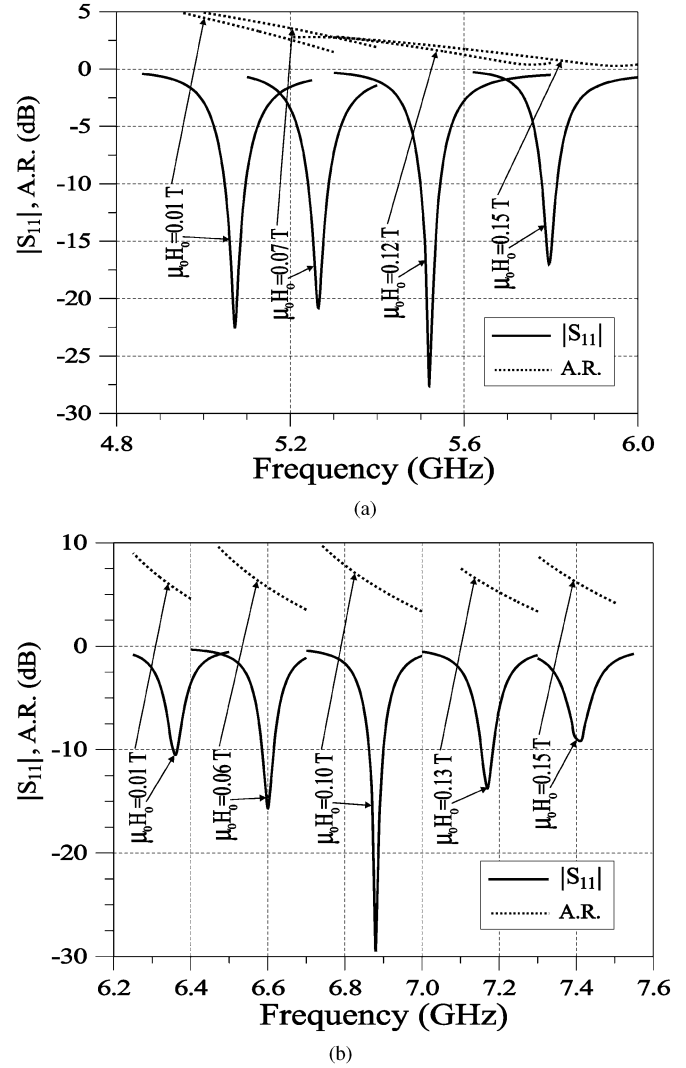 |S₁₁|, A.R. (dB)
5
0
-5
-10
-15
-20
-25
-30
μ₀H₀=0.01 T
μ₀H₀=0.07 T
μ₀H₀=0.12 T
μ₀H₀=0.15 T
|S₁₁|
A.R.
4.8 5.2 5.6 6.0
Frequency (GHz)
(a)
|S₁₁|, A.R. (dB)
10
0
-10
-20
-30
μ₀H₀=0.01 T
μ₀H₀=0.06 T
μ₀H₀=0.10 T
μ₀H₀=0.13 T
μ₀H₀=0.15 T
|S₁₁|
A.R.
6.2 6.4 6.6 6.8 7.0 7.2 7.4 7.6
Frequency (GHz)
(b)